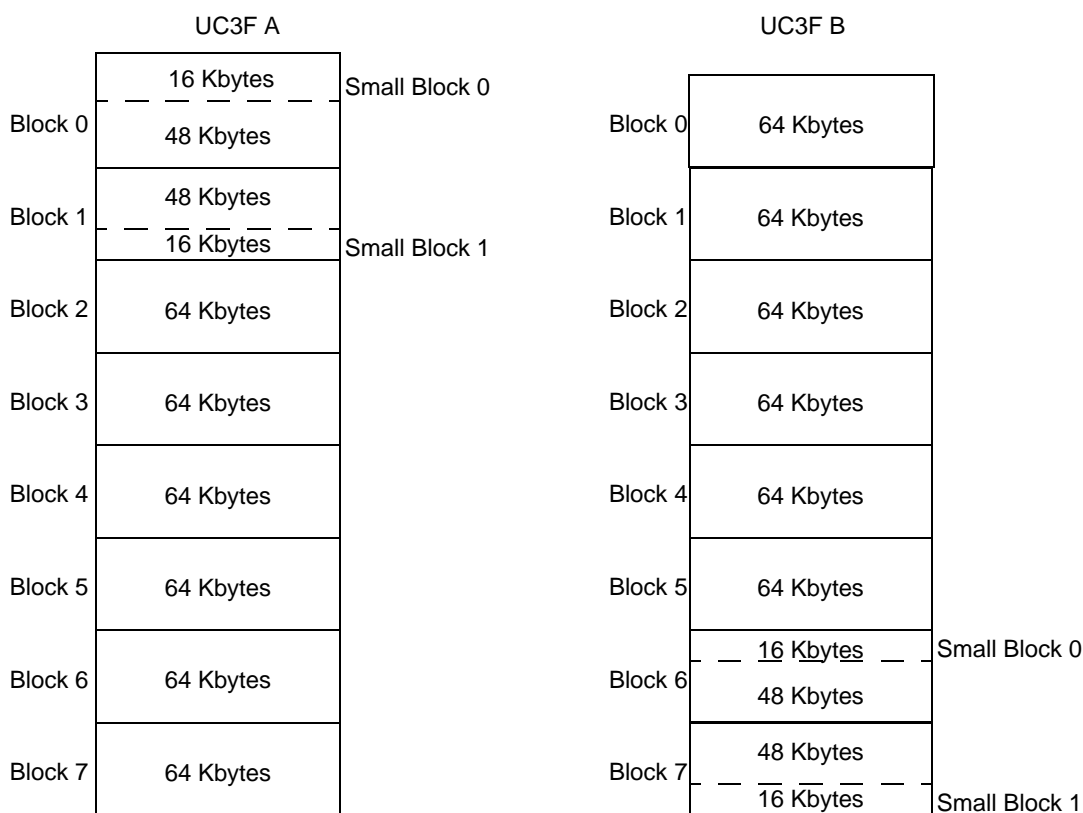 UC3F A
16 Kbytes
Small Block 0
Block 0
48 Kbytes
48 Kbytes
Block 1
16 Kbytes
Small Block 1
Block 2
64 Kbytes
Block 3
64 Kbytes
Block 4
64 Kbytes
Block 5
64 Kbytes
Block 6
64 Kbytes
Block 7
64 Kbytes
UC3F B
Block 0
64 Kbytes
Block 1
64 Kbytes
Block 2
64 Kbytes
Block 3
64 Kbytes
Block 4
64 Kbytes
Block 5
64 Kbytes
16 Kbytes
Small Block 0
Block 6
48 Kbytes
48 Kbytes
Block 7
16 Kbytes
Small Block 1